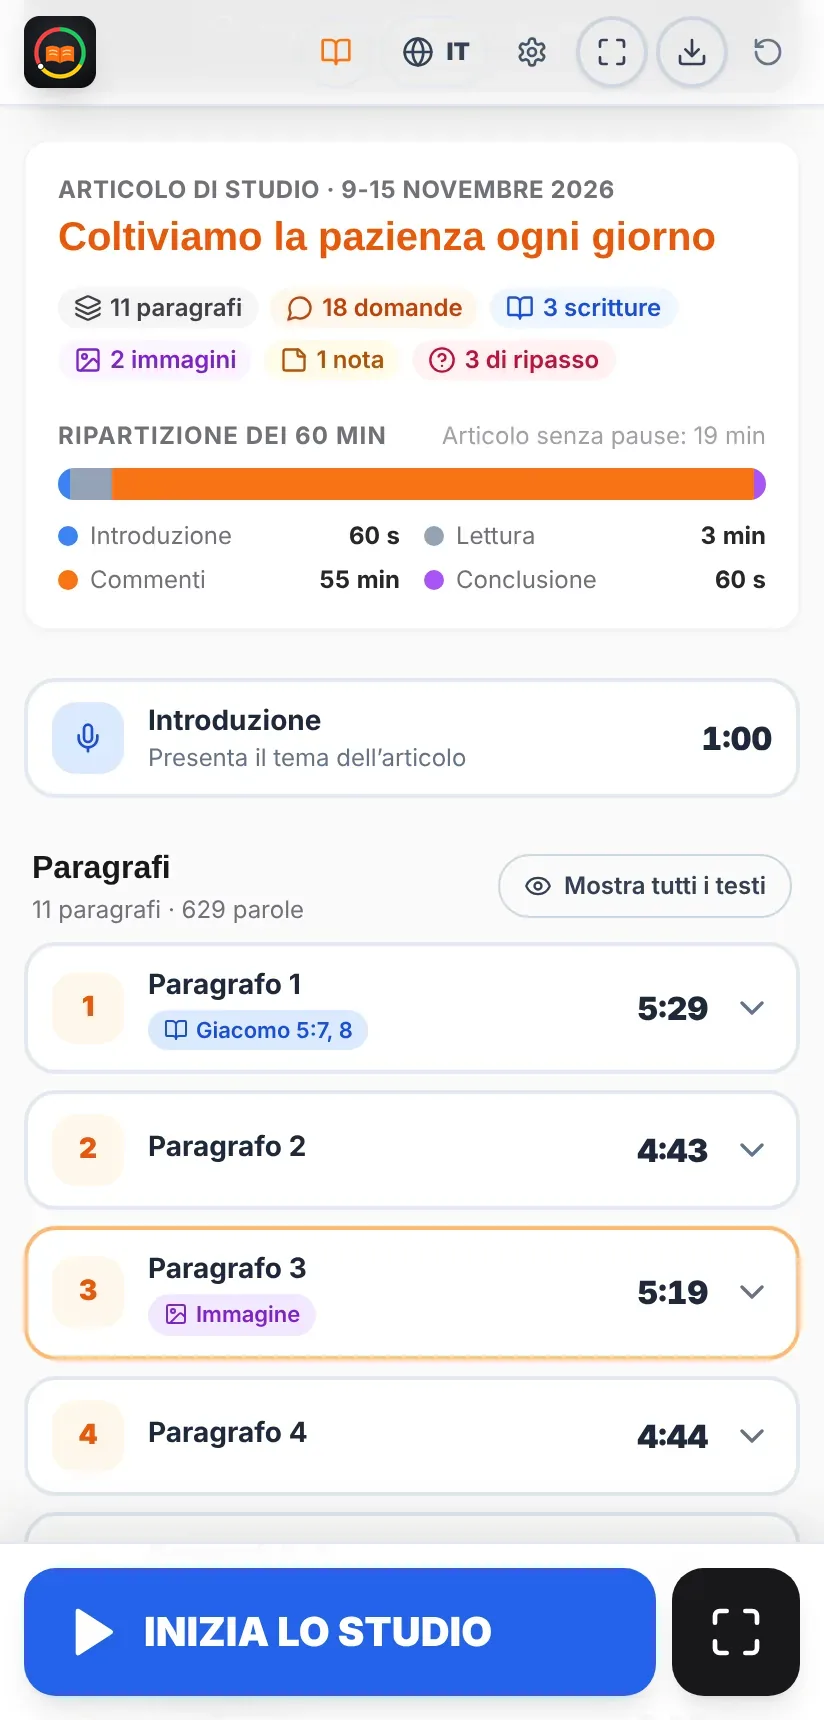 IT
ARTICOLO DI STUDIO · 9-15 NOVEMBRE 2026
Coltiviamo la pazienza ogni giorno
11 paragrafi
18 domande
3 scritture
2 immagini
1 nota
3 di ripasso
RIPARTIZIONE DEI 60 MIN
Articolo senza pause: 19 min
Introduzione 60 s
Lettura 3 min
Commenti 55 min
Conclusione 60 s
Introduzione
Presenta il tema dell’articolo
1:00
Paragrafi
11 paragrafi · 629 parole
Mostra tutti i testi
1
Paragrafo 1
Giacomo 5:7, 8
5:29
2
Paragrafo 2
4:43
3
Paragrafo 3
Immagine
5:19
4
Paragrafo 4
4:44
INIZIA LO STUDIO